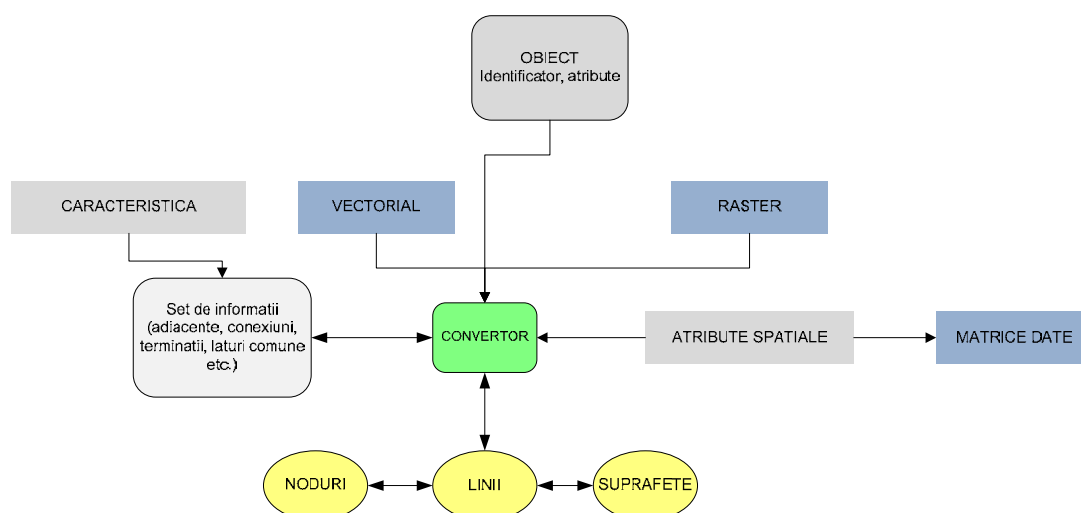 OBIECT
Identificator, atribute
CARACTERISTICA
VECTORIAL
RASTER
Set de informatii
(adiacente, conexiuni,
terminatii, laturi comune
etc.)
CONVERTOR
ATRIBUTE SPATIALE
MATRICE DATE
NODURI
LINII
SUPRAFETE